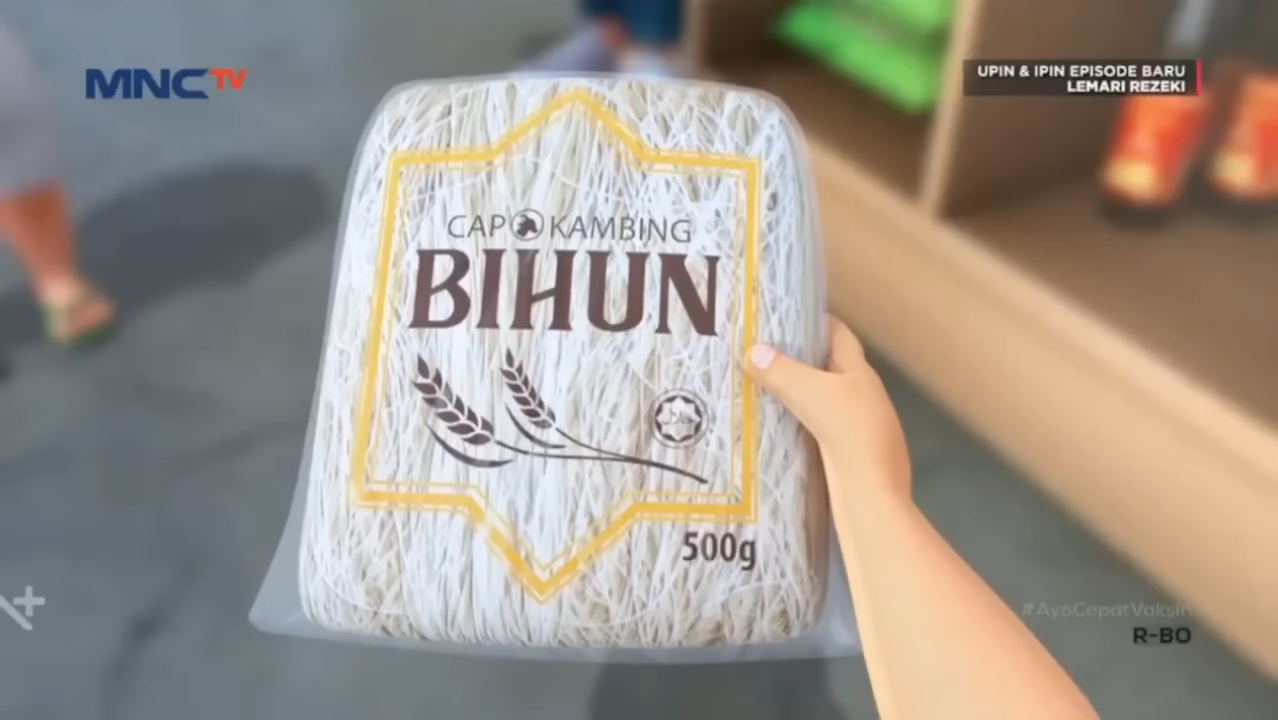 MNCTV
UPIN & IPIN EPISODE BARU
LEMARI REZEKI
CAP KAMBING
BIHUN
500g
#AyoCepatVaksin
R-BO